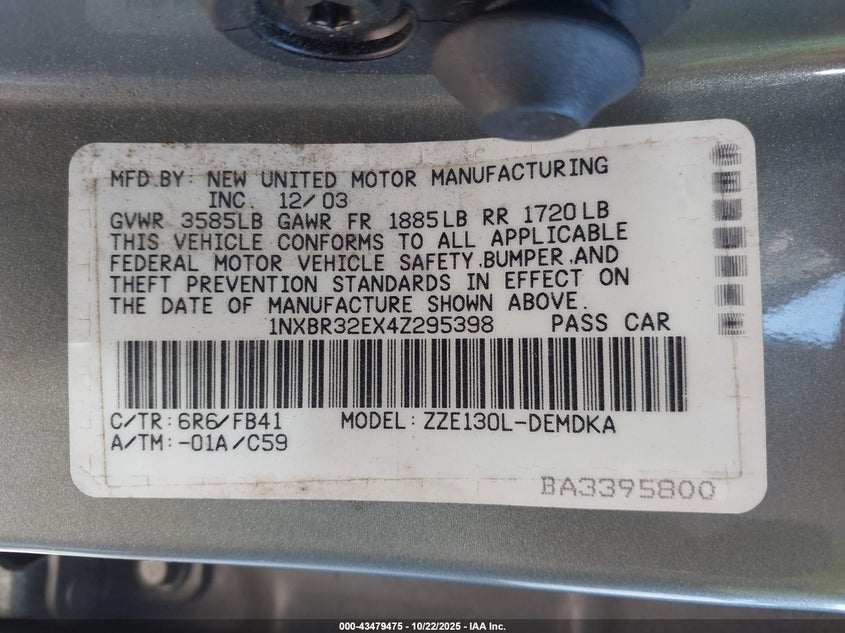 MFD.BY: NEW UNITED MOTOR MANUFACTURING
INC. 12/03
GVWR 3585LB GAWR FR 1885LB RR 1720LB
THIS VEHICLE CONFORMS TO ALL APPLICABLE
FEDERAL MOTOR VEHICLE SAFETY,BUMPER,AND
THEFT PREVENTION STANDARDS IN EFFECT ON
THE DATE OF MANUFACTURE SHOWN ABOVE.
1NXBR32EX4Z295398 PASS CAR
C/TR:6R6/FB41 MODEL:ZZE130L-DEMDKA
A/TM:-01A/C59
BA3395800
000-43479475 - 10/22/2025 - IAA Inc.